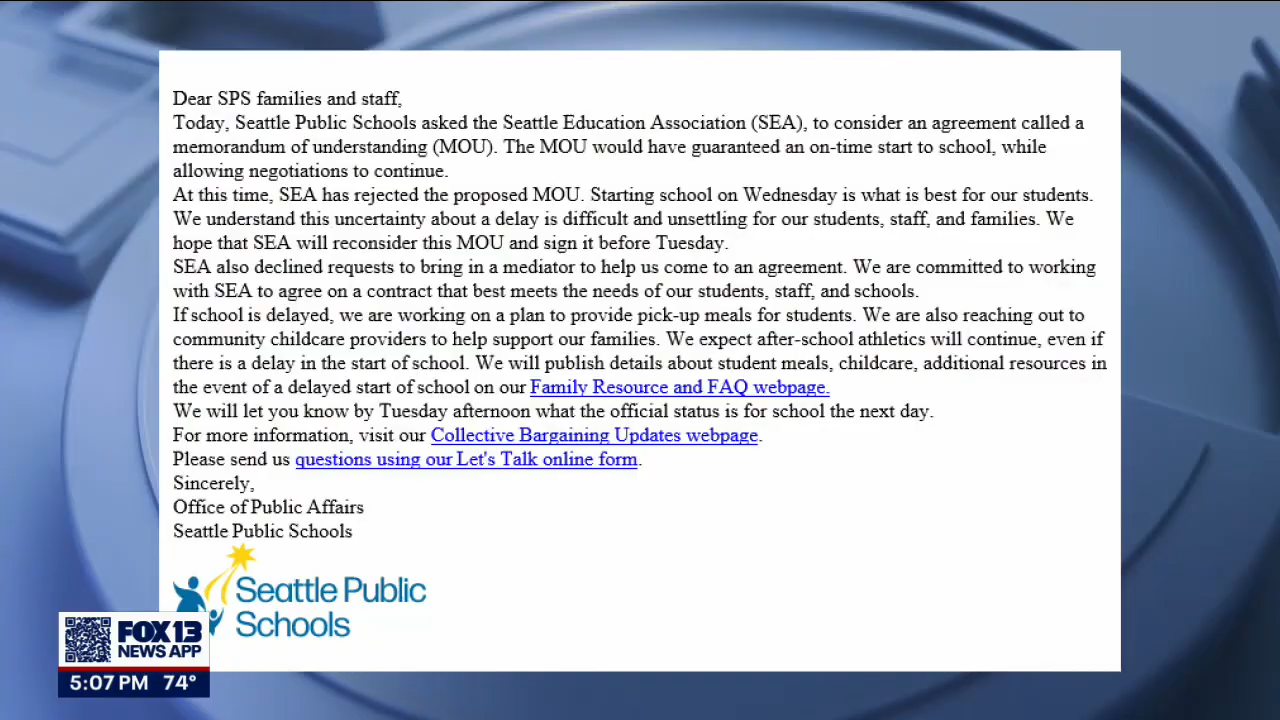 Dear SPS families and staff,
Today, Seattle Public Schools asked the Seattle Education Association (SEA), to consider an agreement called a
memorandum of understanding (MOU). The MOU would have guaranteed an on-time start to school, while
allowing negotiations to continue.
At this time, SEA has rejected the proposed MOU. Starting school on Wednesday is what is best for our students.
We understand this uncertainty about a delay is difficult and unsettling for our students, staff, and families. We
hope that SEA will reconsider this MOU and sign it before Tuesday.
SEA also declined requests to bring in a mediator to help us come to an agreement. We are committed to working
with SEA to agree on a contract that best meets the needs of our students, staff, and schools.
If school is delayed, we are working on a plan to provide pick-up meals for students. We are also reaching out to
community childcare providers to help support our families. We expect after-school athletics will continue, even if
there is a delay in the start of school. We will publish details about student meals, childcare, additional resources in
the event of a delayed start of school on our Family Resource and FAQ webpage.
We will let you know by Tuesday afternoon what the official status is for school the next day.
For more information, visit our Collective Bargaining Updates webpage.
Please send us questions using our Let's Talk online form.
Sincerely,
Office of Public Affairs
Seattle Public Schools
Seattle Public
Schools
FOX 13
NEWS APP
5:07 PM 74°